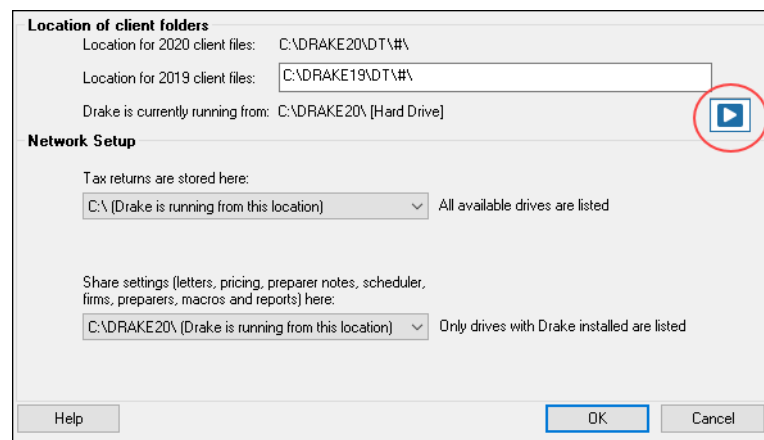 Location of client folders
Location for 2020 client files: C:\DRAKE20\DT\#\
Location for 2019 client files: C:\DRAKE19\DT\#\
Drake is currently running from: C:\DRAKE20\ [Hard Drive]
Network Setup
Tax returns are stored here:
C:\ (Drake is running from this location) All available drives are listed
Share settings (letters, pricing, preparer notes, scheduler,
firms, preparers, macros and reports) here:
C:\DRAKE20\ (Drake is running from this location) Only drives with Drake installed are listed
Help OK Cancel